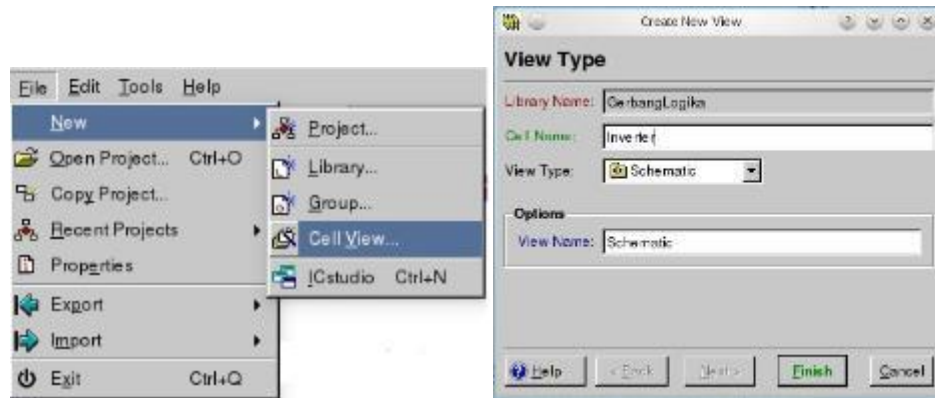 File Edit Tools Help
New
Open Project... Ctrl+O
Copy Project...
Recent Projects
Properties
Export
Import
Exit Ctrl+Q
Project...
Library...
Group...
Cell View...
ICstudio Ctrl+N
Create New View
View Type
Library Name: GerbangLogika
Cell Name: Inverter
View Type: Schematic
Options
View Name: Schematic
Help < Back Next > Finish Cancel